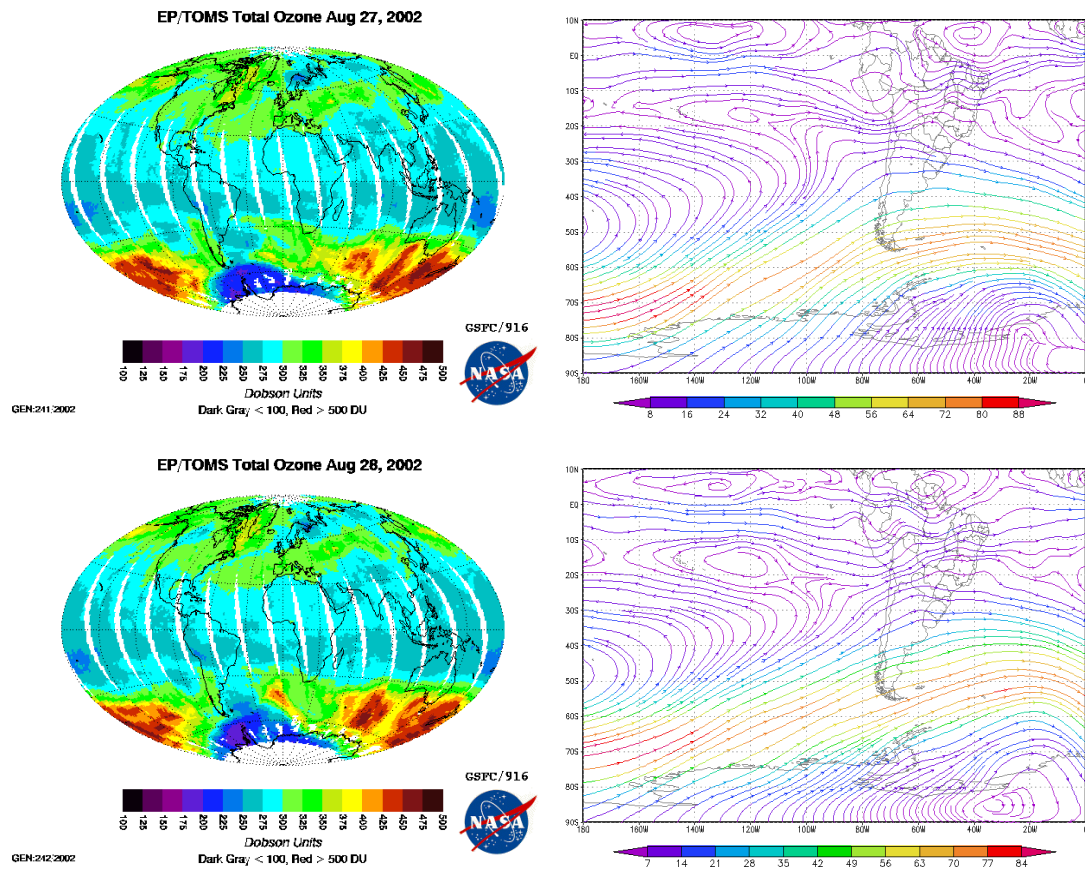 EP/TOMS Total Ozone Aug 27, 2002
100 125 150 175 200 225 250 275 300 325 350 375 400 425 450 475 500
Dobson Units
Dark Gray < 100, Red > 500 DU
GEN:241/2002
GSFC/916
NASA
10N
EQ
10S
20S
30S
40S
50S
60S
70S
80S
90S
180 160W 140W 120W 100W 80W 60W 40W 20W 0
8 16 24 32 40 48 56 64 72 80 88
EP/TOMS Total Ozone Aug 28, 2002
100 125 150 175 200 225 250 275 300 325 350 375 400 425 450 475 500
Dobson Units
Dark Gray < 100, Red > 500 DU
GEN:242/2002
GSFC/916
NASA
10N
EQ
10S
20S
30S
40S
50S
60S
70S
80S
90S
180 160W 140W 120W 100W 80W 60W 40W 20W 0
7 14 21 28 35 42 49 56 63 70 77 84